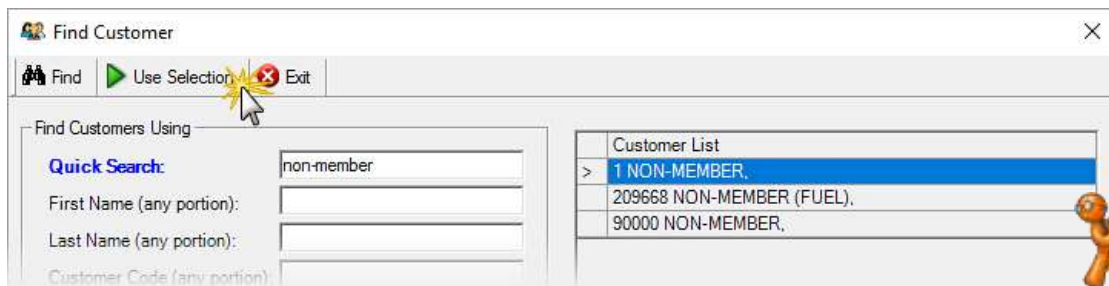 Find Customer
Find Use Selection Exit
Find Customers Using
Quick Search: non-member
First Name (any portion):
Last Name (any portion):
Customer Code (any portion):
Customer List
> 1 NON-MEMBER,
209668 NON-MEMBER (FUEL),
90000 NON-MEMBER,